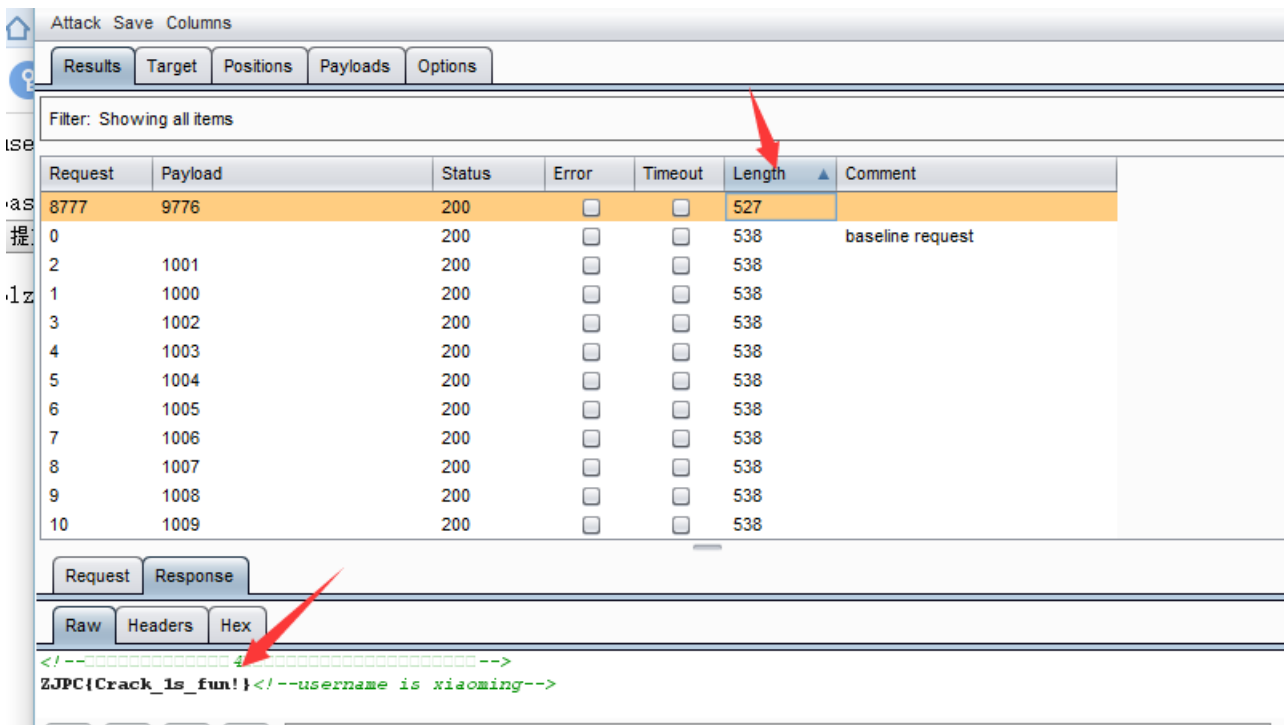 Attack Save Columns
Results Target Positions Payloads Options
Filter: Showing all items
Request Payload Status Error Timeout Length Comment
8777 9776 200 527
0 200 538 baseline request
2 1001 200 538
1 1000 200 538
3 1002 200 538
4 1003 200 538
5 1004 200 538
6 1005 200 538
7 1006 200 538
8 1007 200 538
9 1008 200 538
10 1009 200 538
Request Response
Raw Headers Hex
<!--□□□□□□□□□□□□□4□□□□□□□□□□□□□□□□□□□□□-->
ZJPC{Crack_1s_fun!}<!--username is xiaoming-->